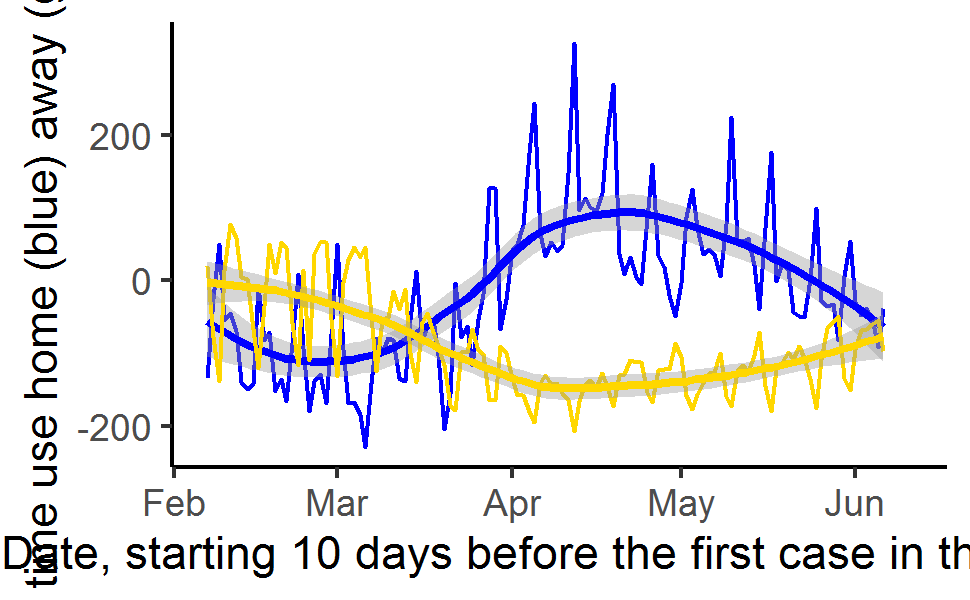 time use home (blue) away (
200
0
-200
Feb Mar Apr May Jun
Date, starting 10 days before the first case in th